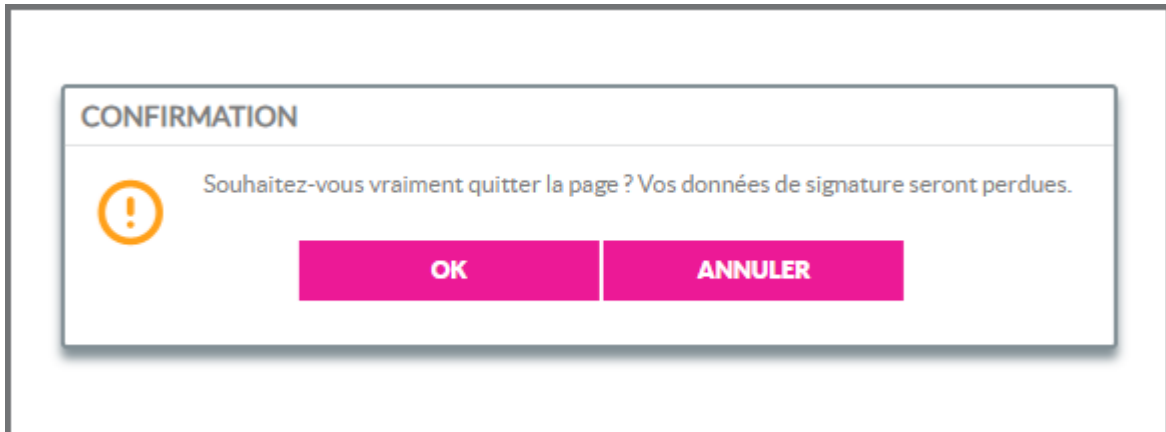 CONFIRMATION
Souhaitez-vous vraiment quitter la page ? Vos données de signature seront perdues.
OK
ANNULER